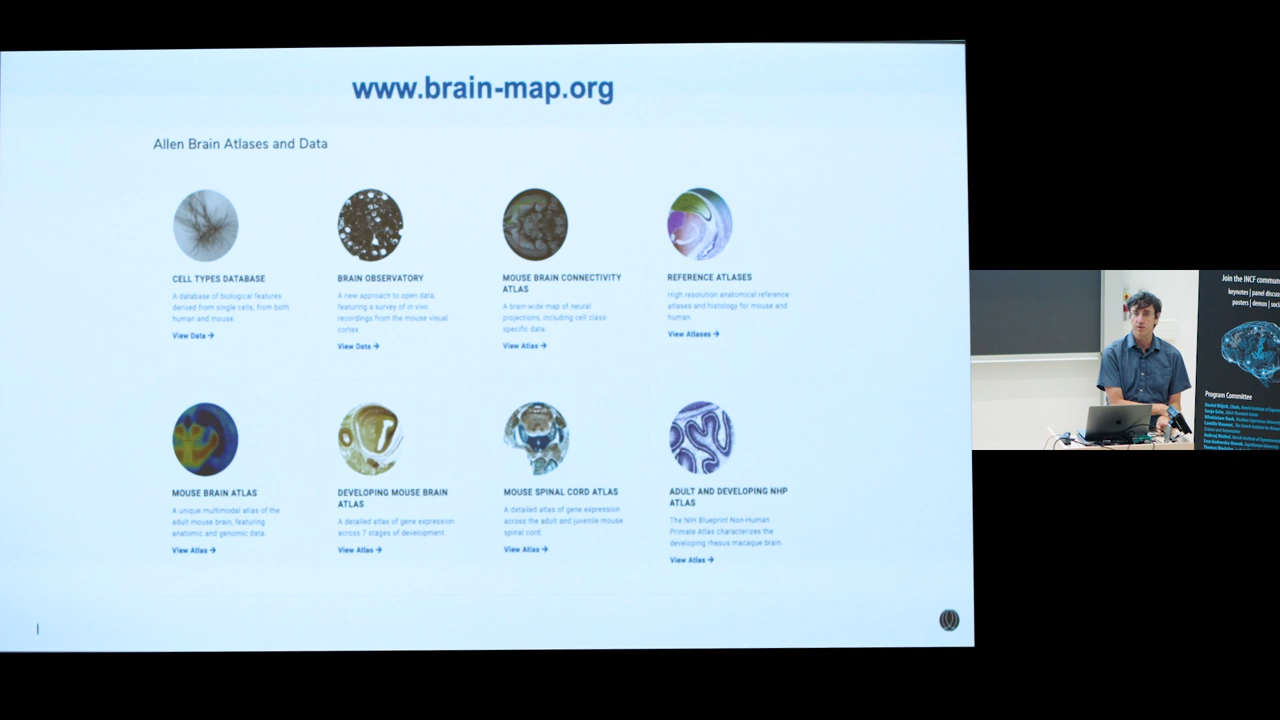 www.brain-map.org
Allen Brain Atlases and Data
CELL TYPES DATABASE
A database of biological features
derived from single cells, from both
human and mouse.
View Data →
BRAIN OBSERVATORY
A new approach to open data,
featuring a survey of in vivo
recordings from the mouse visual
cortex.
View Data →
MOUSE BRAIN CONNECTIVITY
ATLAS
A brain-wide map of neural
projections, including cell class-
specific data.
View Atlas →
REFERENCE ATLASES
High resolution anatomical reference
atlases and histology for mouse and
human.
View Atlases →
MOUSE BRAIN ATLAS
A unique multimodal atlas of the
adult mouse brain, featuring
anatomic and genomic data.
View Atlas →
DEVELOPING MOUSE BRAIN
ATLAS
A detailed atlas of gene expression
across 7 stages of development.
View Atlas →
MOUSE SPINAL CORD ATLAS
A detailed atlas of gene expression
across the adult and juvenile mouse
spinal cord.
View Atlas →
ADULT AND DEVELOPING NHP
ATLAS
The NIH Blueprint Non-Human
Primate Atlas characterizes the
developing rhesus macaque brain.
View Atlas →
|
Join the INCF commun
keynotes | panel discus
posters | demos | soci
Program Committee